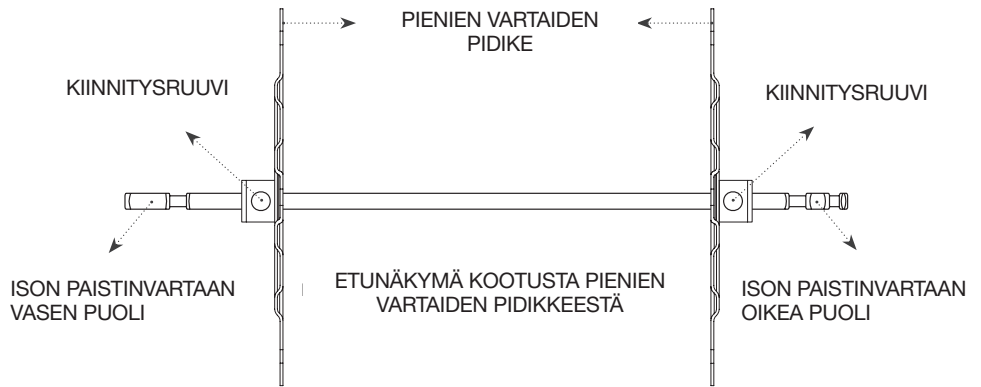 PIENIEN VARTAIDEN
PIDIKE
KIINNITYSRUUVI
KIINNITYSRUUVI
ISON PAISTINVARTAAN
VASEN PUOLI
ETUNÄKYMÄ KOOTUSTA PIENIEN
VARTAIDEN PIDIKKEESTÄ
ISON PAISTINVARTAAN
OIKEA PUOLI